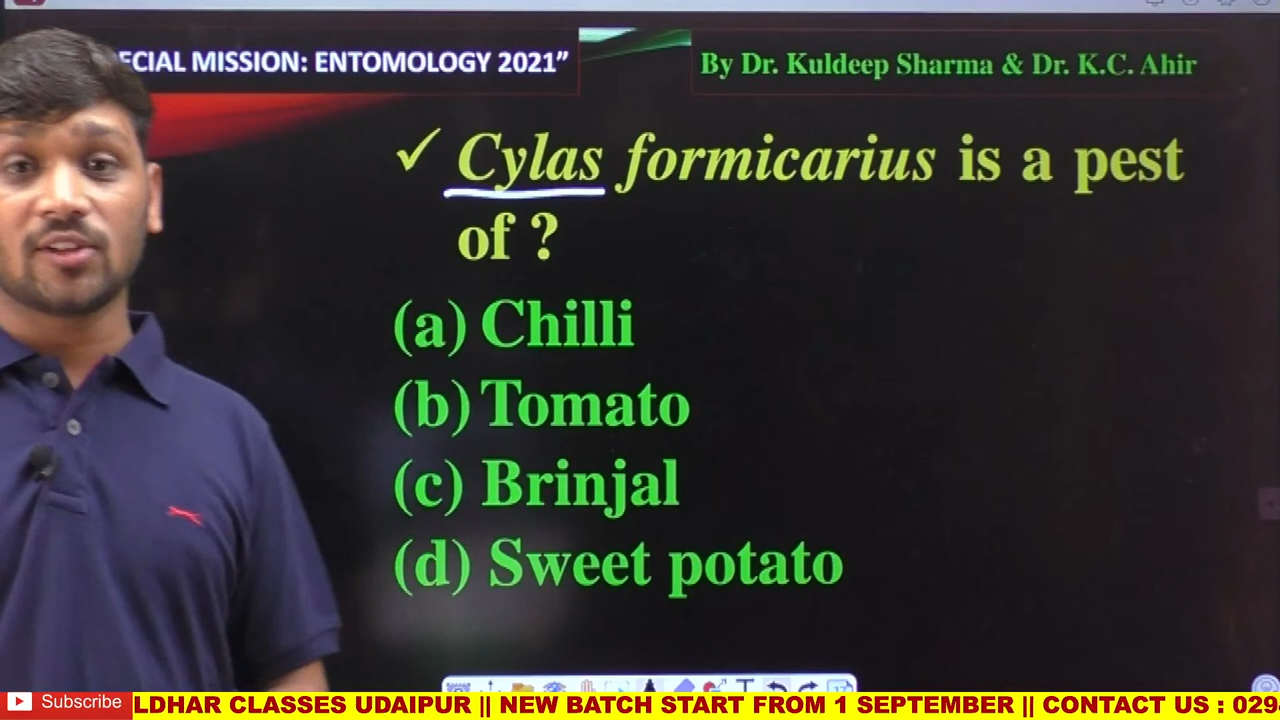 ECIAL MISSION: ENTOMOLOGY 2021”
By Dr. Kuldeep Sharma & Dr. K.C. Ahir
✓ Cylas formicarius is a pest
of ?
(a) Chilli
(b) Tomato
(c) Brinjal
(d) Sweet potato
Subscribe
LDHAR CLASSES UDAIPUR || NEW BATCH START FROM 1 SEPTEMBER || CONTACT US : 029